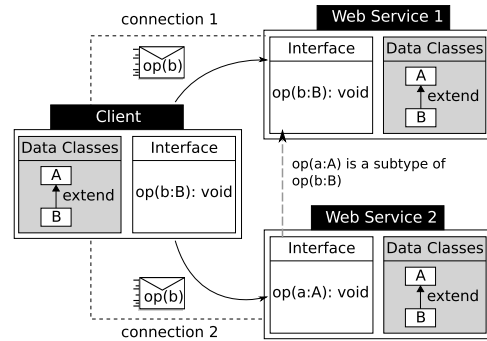 connection 1
Web Service 1
op(b)
Interface
op(b:B): void
Data Classes
A
extend
B
Client
Data Classes
A
extend
B
Interface
op(b:B): void
op(a:A) is a subtype of
op(b:B)
Web Service 2
Interface
op(a:A): void
Data Classes
A
extend
B
op(b)
connection 2